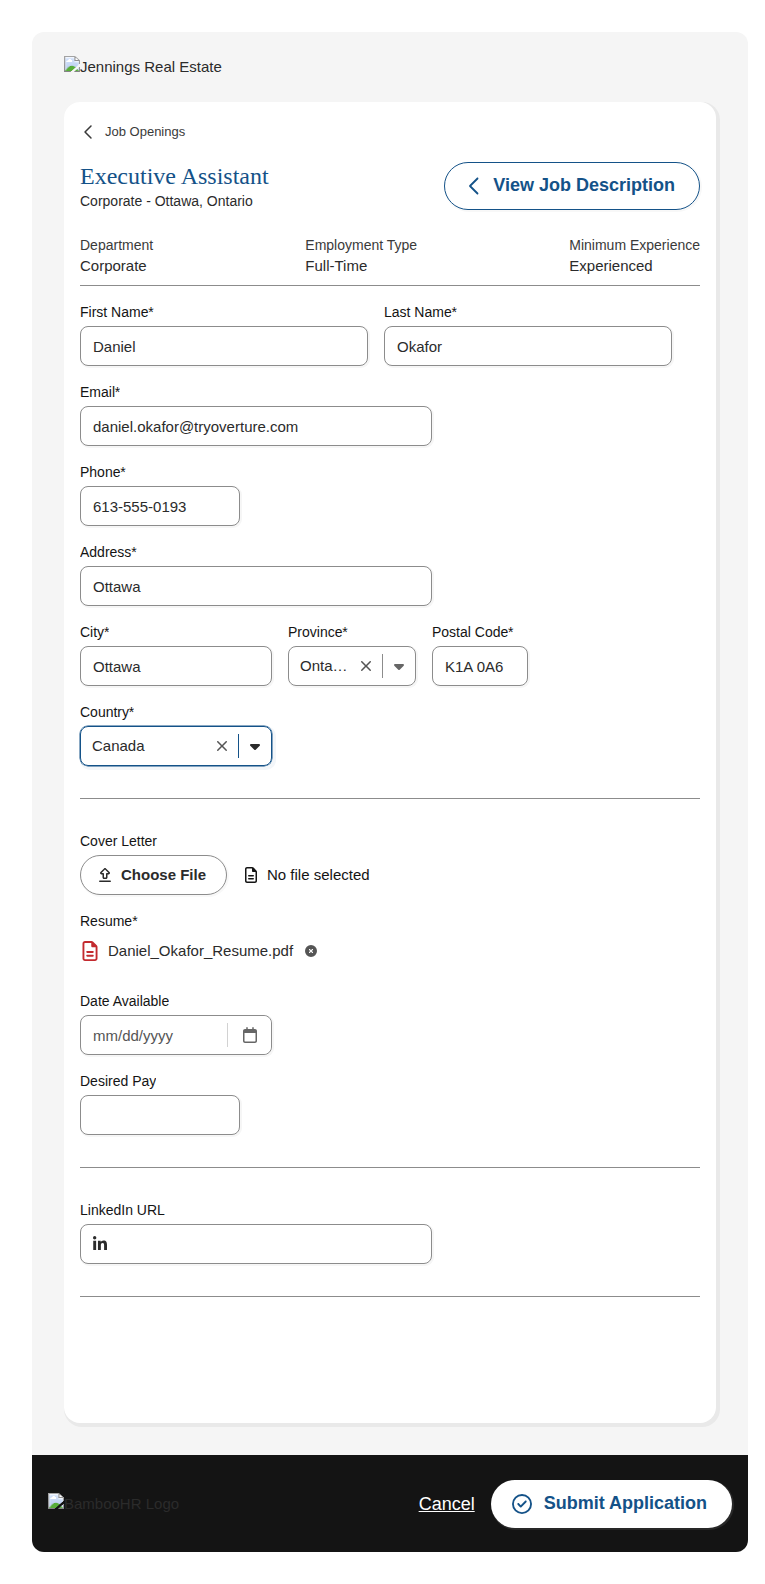 Jennings Real Estate
Job Openings
Executive Assistant
Corporate - Ottawa, Ontario
View Job Description
Department
Corporate
Employment Type
Full-Time
Minimum Experience
Experienced
First Name*
Last Name*
Daniel
Okafor
Email*
daniel.okafor@tryoverture.com
Phone*
613-555-0193
Address*
Ottawa
City*
Province*
Postal Code*
Ottawa
Onta...
K1A 0A6
Country*
Canada
Cover Letter
Choose File
No file selected
Resume*
Daniel_Okafor_Resume.pdf
Date Available
mm/dd/yyyy
Desired Pay
LinkedIn URL
in
BambooHR Logo
Cancel
Submit Application